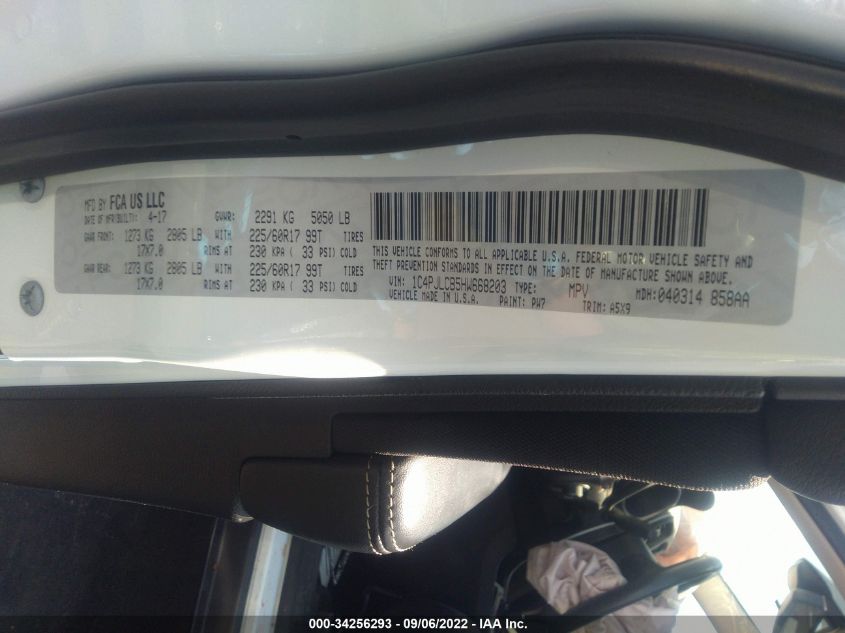 MFD BY FCA US LLC
DATE OF MFR(BUILT): 4-17 GVWR: 2291 KG 5050 LB
GAWR FRONT: 1273 KG 2805 LB WITH 225/60R17 99T TIRES
17X7.0 RIMS AT 230 KPA ( 33 PSI) COLD
GAWR REAR: 1273 KG 2805 LB WITH 225/60R17 99T TIRES
17X7.0 RIMS AT 230 KPA ( 33 PSI) COLD
THIS VEHICLE CONFORMS TO ALL APPLICABLE U.S.A. FEDERAL MOTOR VEHICLE SAFETY AND
THEFT PREVENTION STANDARDS IN EFFECT ON THE DATE OF MANUFACTURE SHOWN ABOVE.
VIN: 1C4PJLCB5HW668203 TYPE: MPV MDH: 040314 858AA
VEHICLE MADE IN U.S.A. PAINT: PW7 TRIM: A5X9
000-34256293 - 09/06/2022 - IAA Inc.